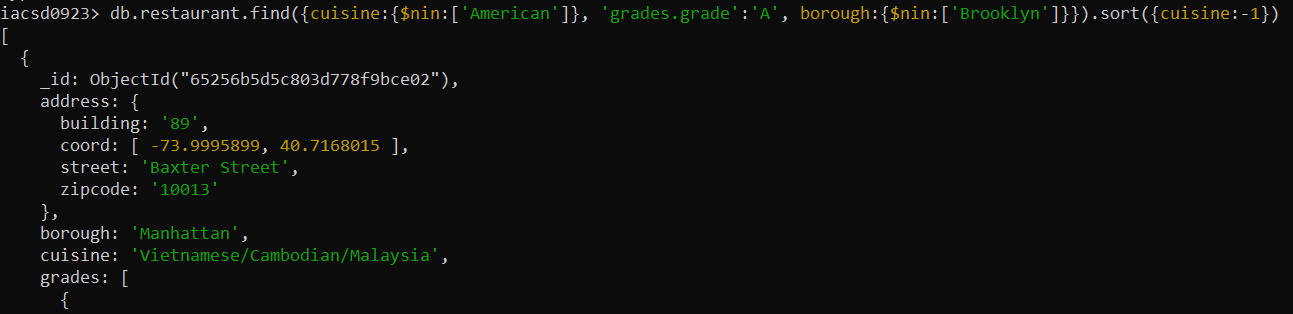 iacsd0923> db.restaurant.find({cuisine:{$nin:['American']}, 'grades.grade':'A', borough:{$nin:['Brooklyn']}}).sort({cuisine:-1})
[
  {
    _id: ObjectId("65256b5d5c803d778f9bce02"),
    address: {
      building: '89',
      coord: [ -73.9995899, 40.7168015 ],
      street: 'Baxter Street',
      zipcode: '10013'
    },
    borough: 'Manhattan',
    cuisine: 'Vietnamese/Cambodian/Malaysia',
    grades: [
      {